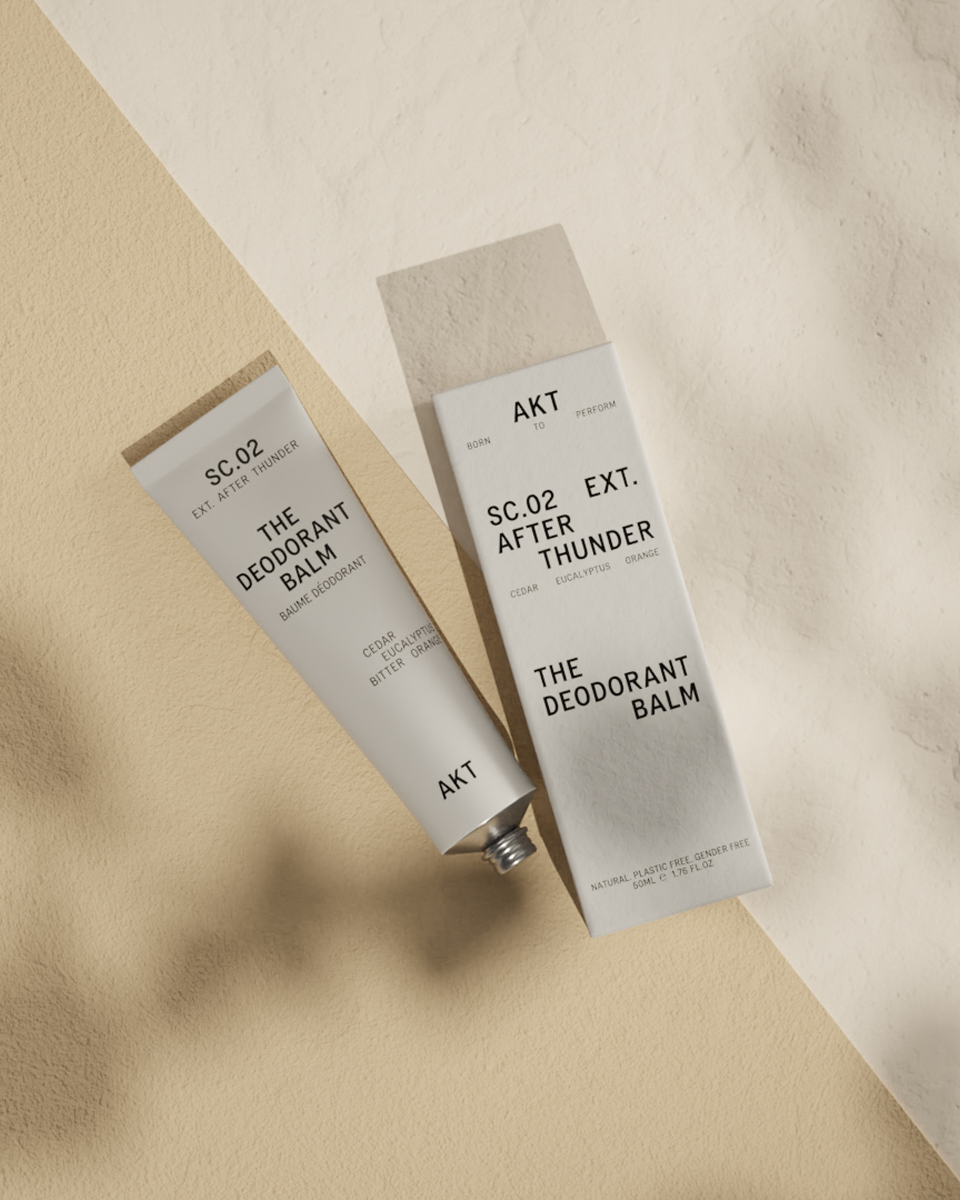 SC.02
EXT. AFTER THUNDER
THE
DEODORANT
BALM
BAUME DÉODORANT
CEDAR
EUCALYPTUS
BITTER ORANGE
AKT
AKT
BORN TO PERFORM
SC.02 EXT.
AFTER
THUNDER
CEDAR EUCALYPTUS ORANGE
THE
DEODORANT
BALM
NATURAL. PLASTIC FREE. GENDER FREE
50ML ℮ 1.76 FL.OZ